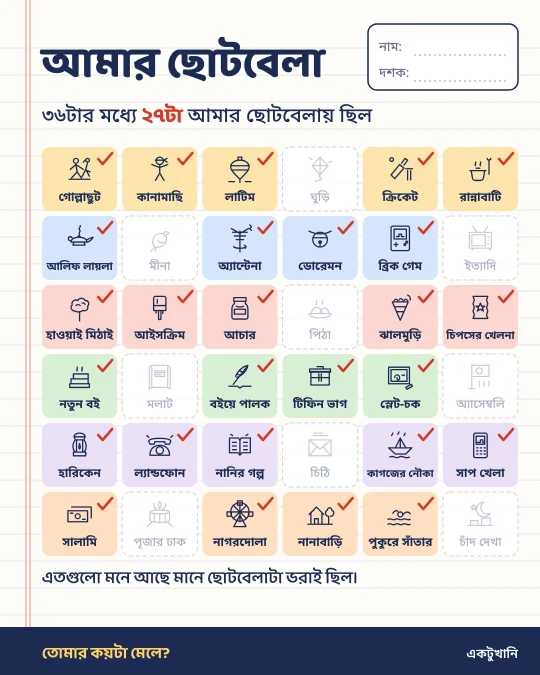 আমার ছোটবেলা
নাম:
দশক:
৩৬টার মধ্যে ২৭টা আমার ছোটবেলায় ছিল
গোল্লাছুট কানামাছি লাটিম ঘুড়ি ক্রিকেট রান্নাবাটি
আলিফ লায়লা মীনা অ্যান্টেনা ডোরেমন ব্রিক গেম ইত্যাদি
হাওয়াই মিঠাই আইসক্রিম আচার পিঠা ঝালমুড়ি চিপসের খেলনা
নতুন বই মলাট বইয়ে পালক টিফিন ভাগ স্লেট-চক অ্যাসেম্বলি
হারিকেন ল্যান্ডফোন নানির গল্প চিঠি কাগজের নৌকা সাপ খেলা
সালামি পূজার ঢাক নাগরদোলা নানাবাড়ি পুকুরে সাঁতার চাঁদ দেখা
এতগুলো মনে আছে মানে ছোটবেলাটা ভরাই ছিল।
তোমার কয়টা মেলে?
একটুখানি